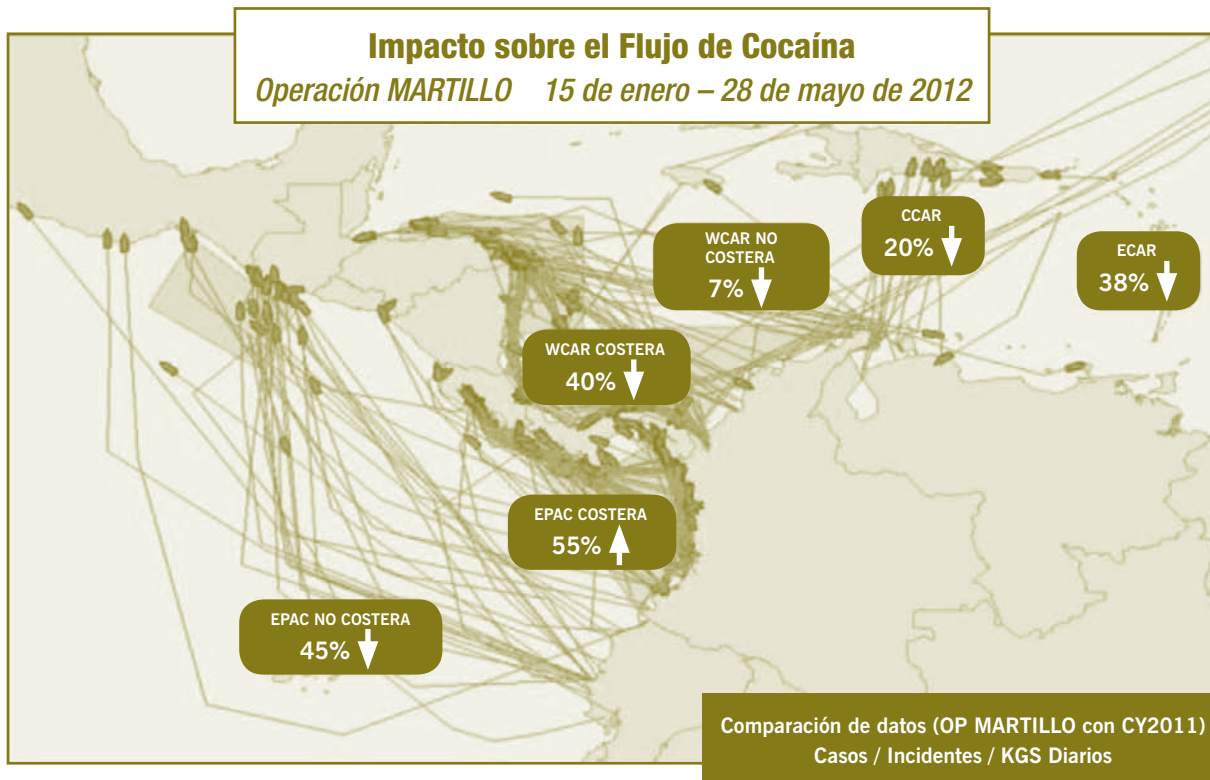 Impacto sobre el Flujo de Cocaína
Operación MARTILLO 15 de enero – 28 de mayo de 2012
CCAR
20%
WCAR NO
COSTERA
7%
ECAR
38%
WCAR COSTERA
40%
EPAC COSTERA
55%
EPAC NO COSTERA
45%
Comparación de datos (OP MARTILLO con CY2011)
Casos / Incidentes / KGS Diarios